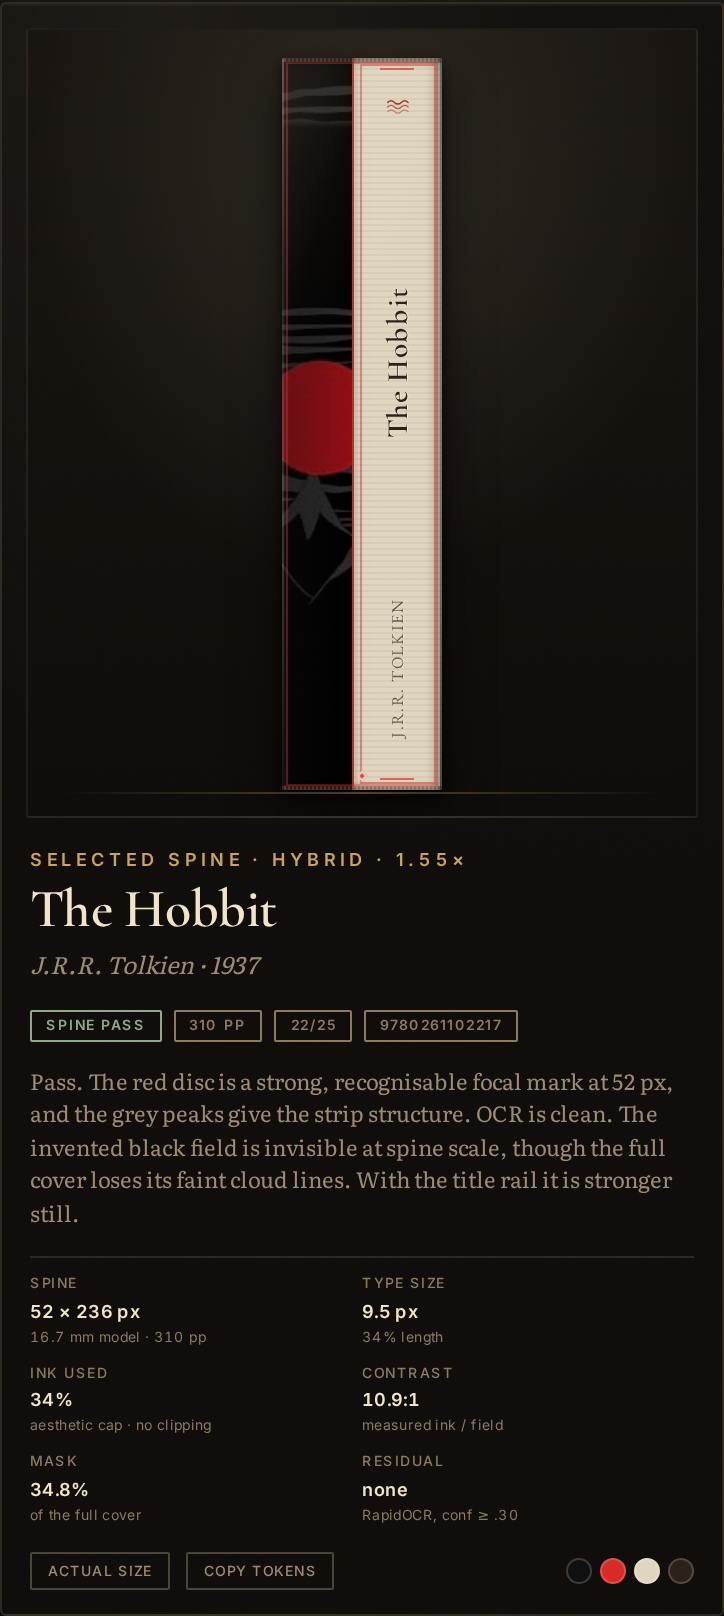 The Hobbit
J.R.R. TOLKIEN
SELECTED SPINE · HYBRID · 1.55×
The Hobbit
J.R.R. Tolkien · 1937
SPINE PASS 310 PP 22/25 9780261102217
Pass. The red disc is a strong, recognisable focal mark at 52 px,
and the grey peaks give the strip structure. OCR is clean. The
invented black field is invisible at spine scale, though the full
cover loses its faint cloud lines. With the title rail it is stronger
still.
SPINE TYPE SIZE
52 × 236 px 9.5 px
16.7 mm model · 310 pp 34% length
INK USED CONTRAST
34% 10.9:1
aesthetic cap · no clipping measured ink / field
MASK RESIDUAL
34.8% none
of the full cover RapidOCR, conf ≥ .30
ACTUAL SIZE COPY TOKENS